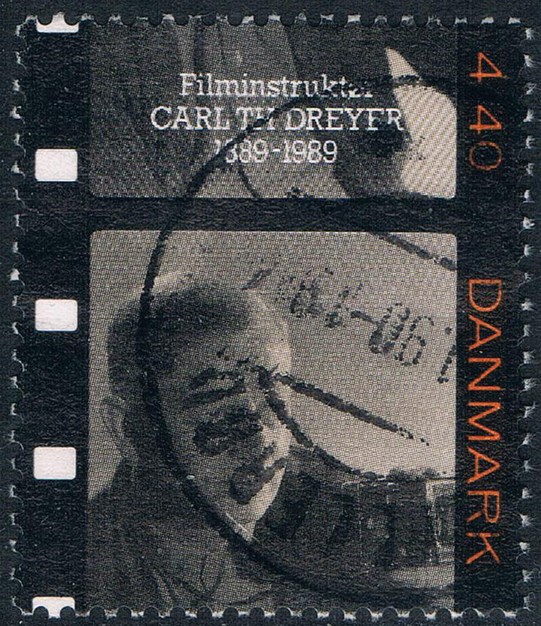 Filminstruktør
CARL TH DREYER
1889-1989
4 40
DANMARK